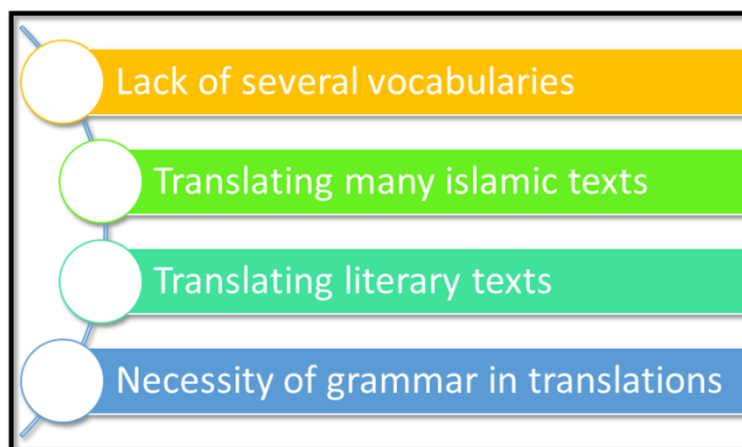 Lack of several vocabularies
Translating many islamic texts
Translating literary texts
Necessity of grammar in translations